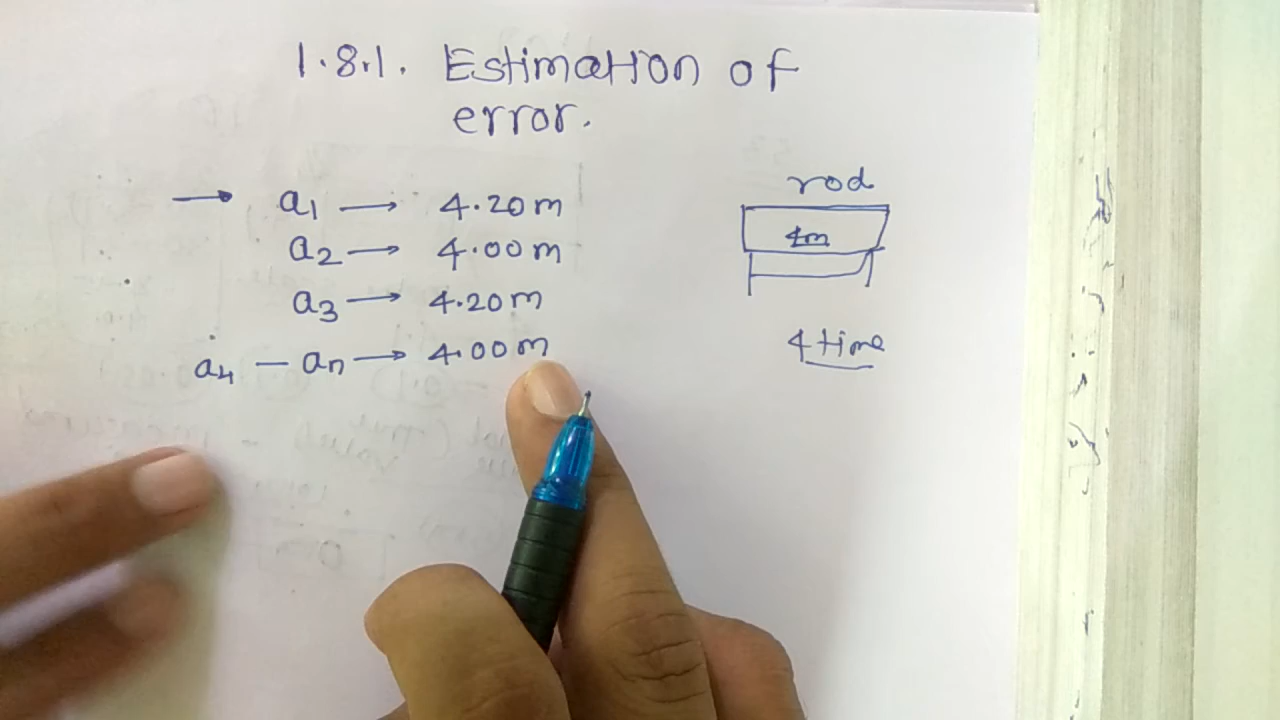 1.8.1. Estimation of
error.
→ a1 → 4.20m
a2 → 4.00m
a3 → 4.20m
a4 — an → 4.00m
rod
4m
4 time